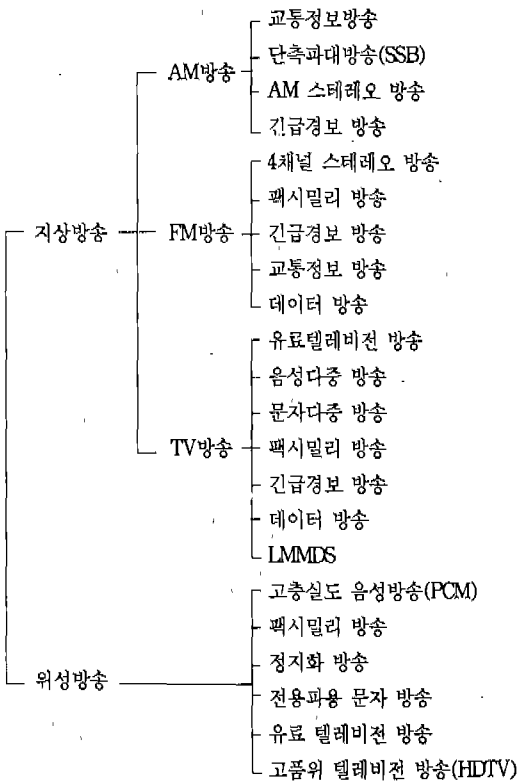 교통정보방송
단측파대방송(SSB)
AM방송
AM 스테레오 방송
긴급경보 방송
4채널 스테레오 방송
팩시밀리 방송
지상방송
FM방송
긴급경보 방송
교통정보 방송
데이터 방송
유료텔레비전 방송
음성다중 방송
문자다중 방송
TV방송
팩시밀리 방송
긴급경보 방송
데이터 방송
LMMDS
고충실도 음성방송(PCM)
팩시밀리 방송
정지화 방송
위성방송
전용파용 문자 방송
유료 텔레비전 방송
고품위 텔레비전 방송(HDTV)